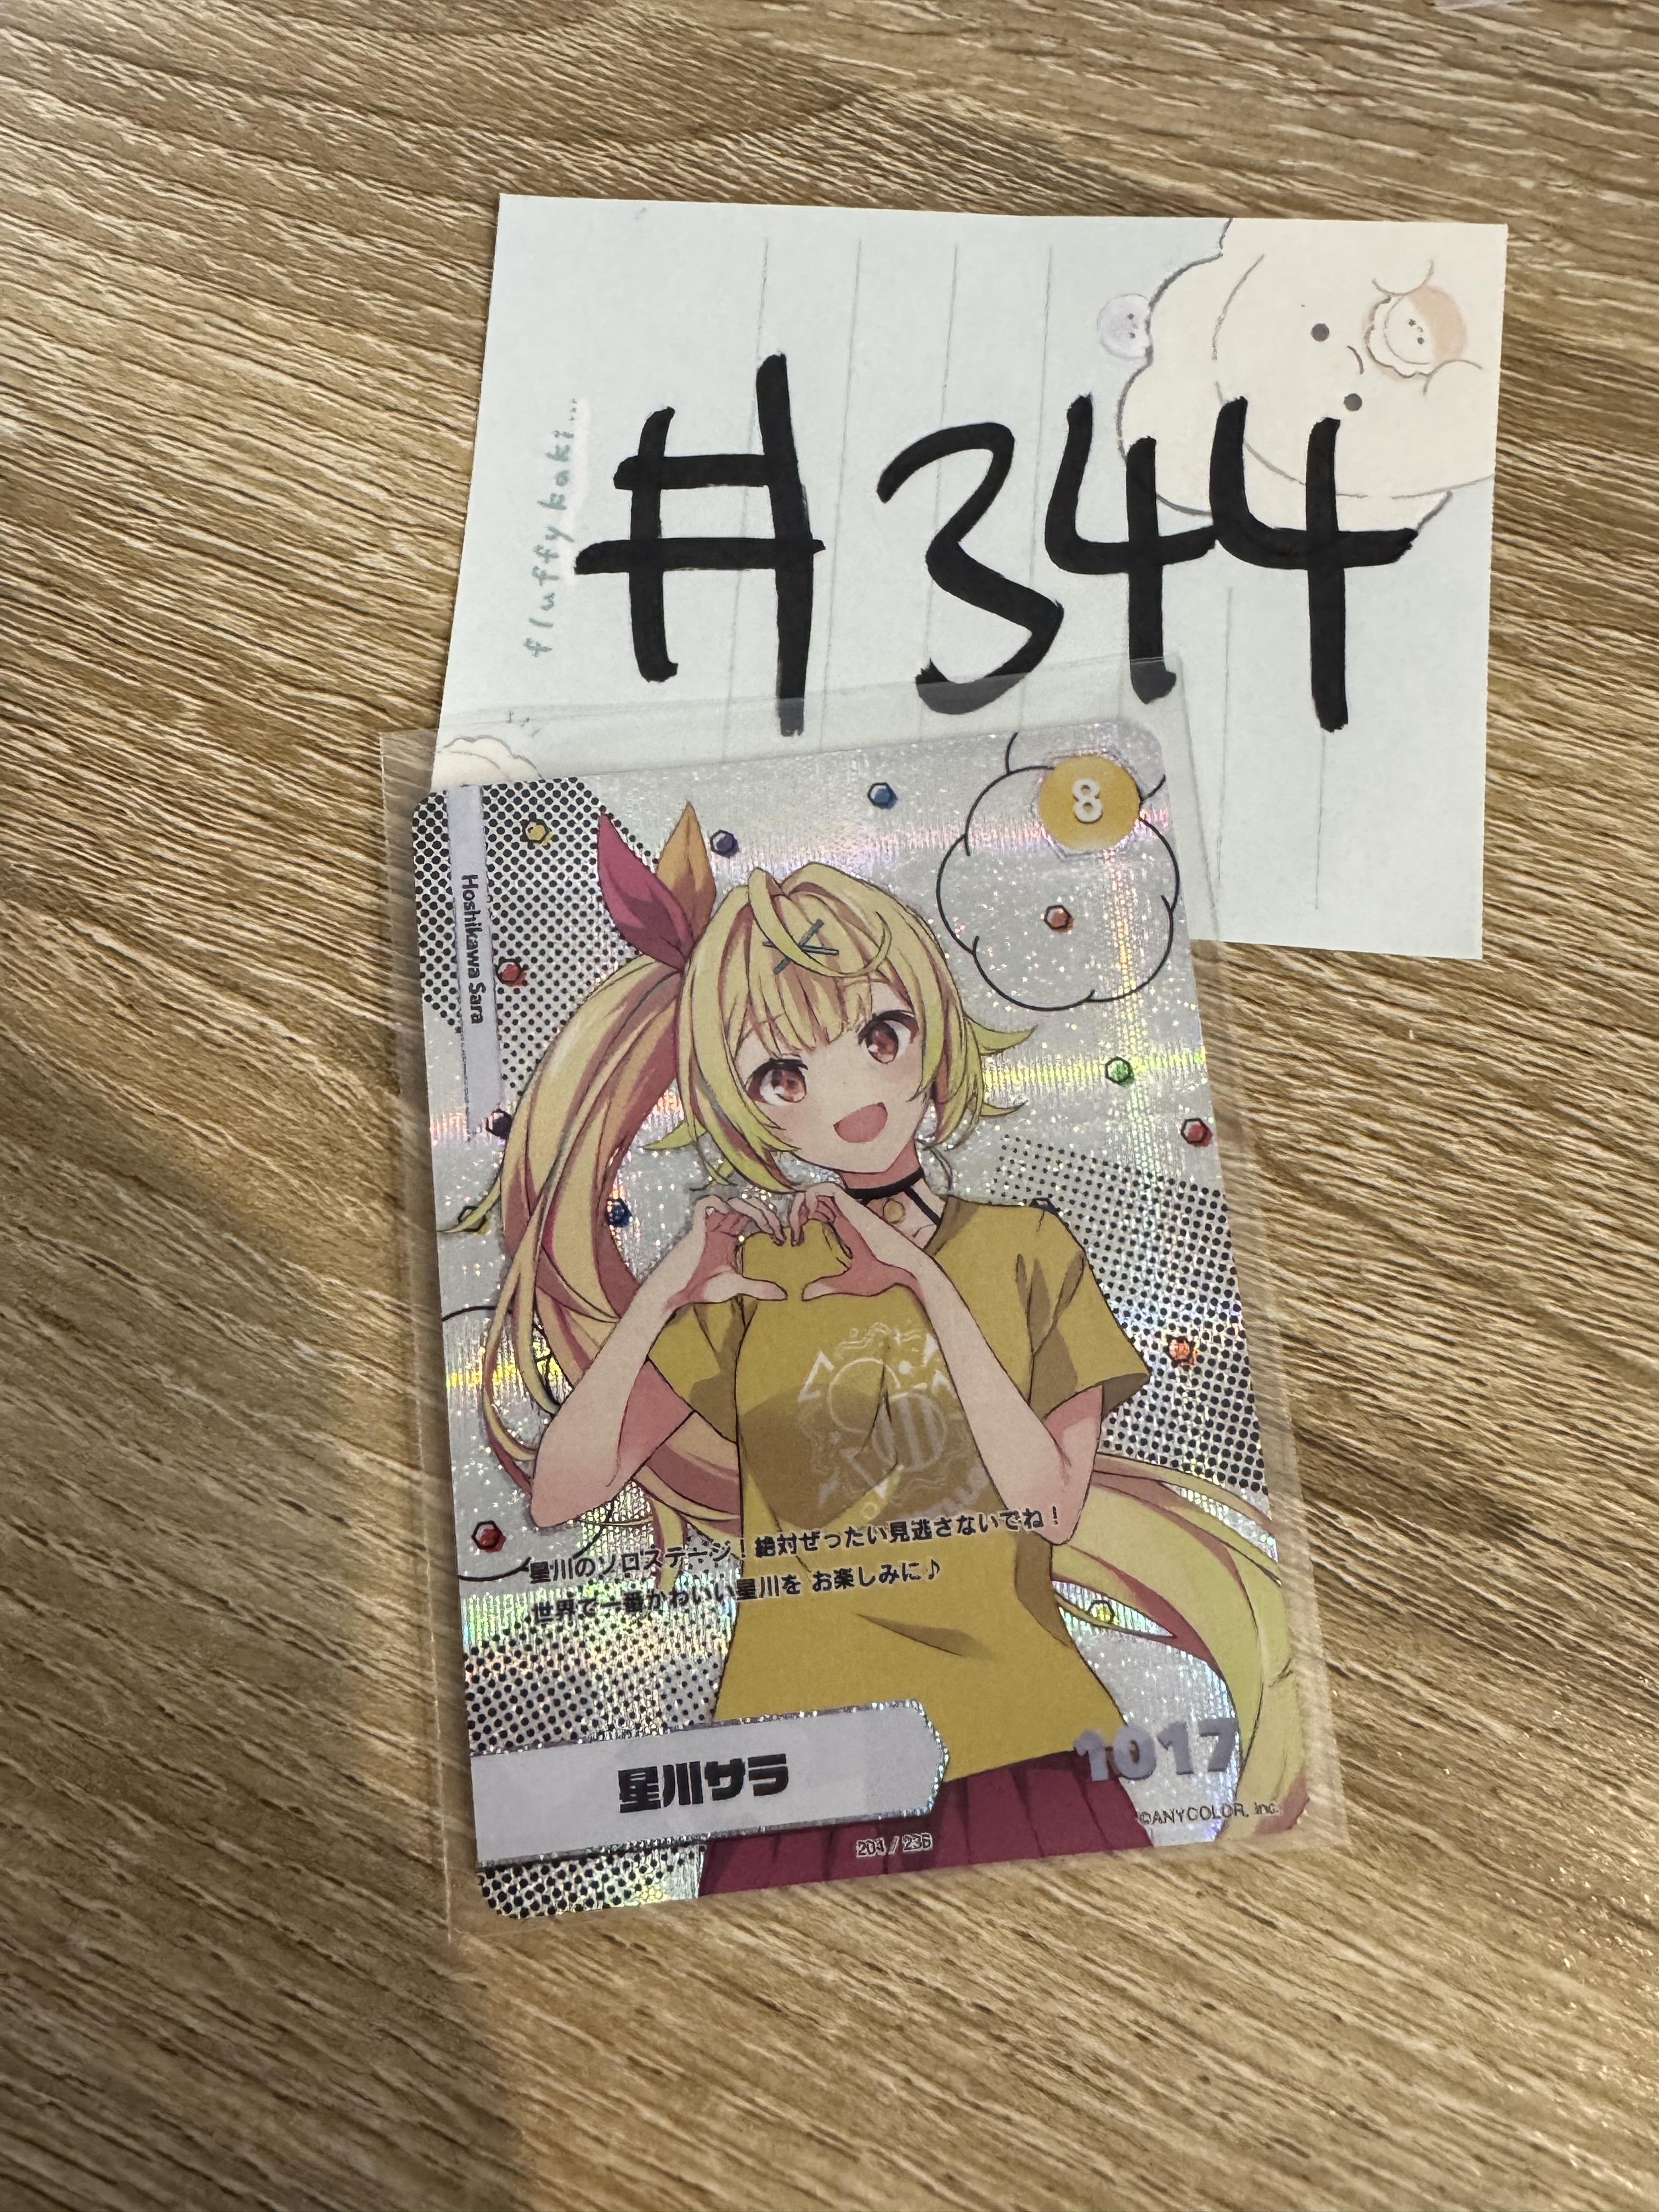 #344
fluffy kaki...
8
Hoshikawa Sara
星川のソロステージ！絶対ぜったい見逃さないでね！
世界で一番かわいい星川を お楽しみに♪
星川サラ
1017
©ANYCOLOR, Inc.
/ 236